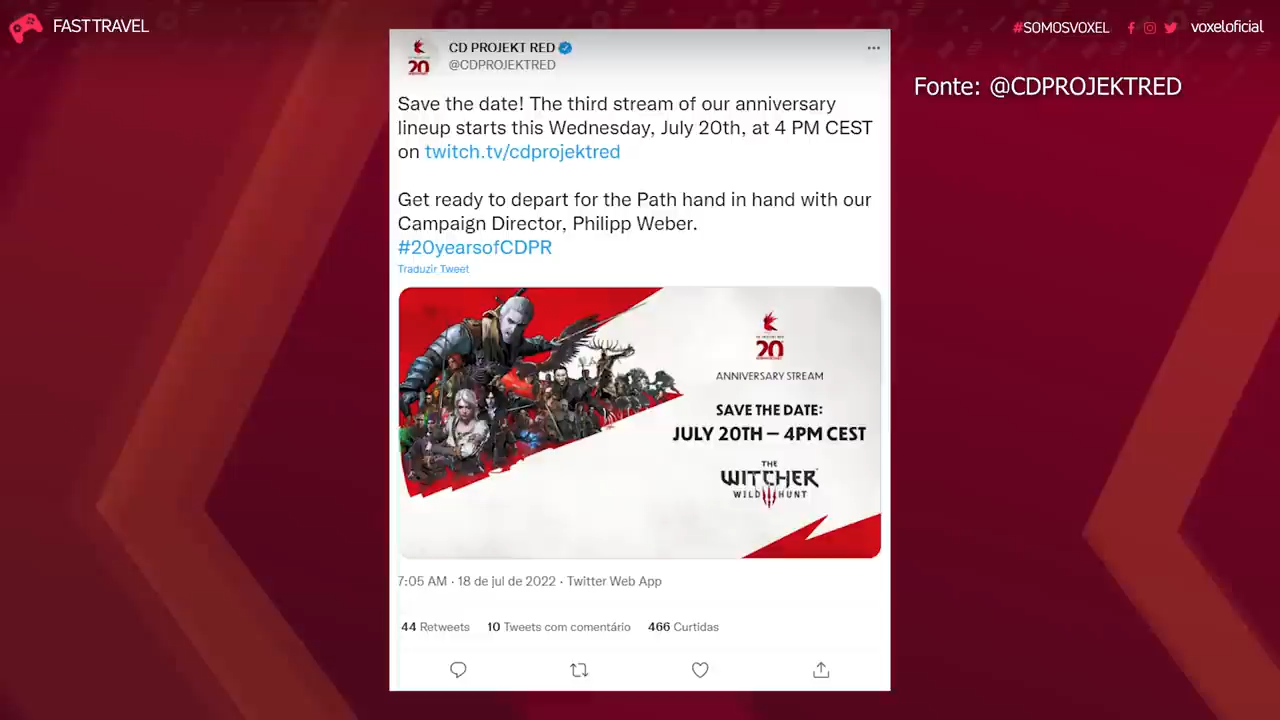 FAST TRAVEL
#SOMOSVOXEL
voxeloficial
Fonte: @CDPROJEKTRED
20
CD PROJEKT RED
@CDPROJEKTRED
Save the date! The third stream of our anniversary
lineup starts this Wednesday, July 20th, at 4 PM CEST
on twitch.tv/cdprojektred
Get ready to depart for the Path hand in hand with our
Campaign Director, Philipp Weber.
#20yearsofCDPR
Traduzir Tweet
20
ANNIVERSARY STREAM
SAVE THE DATE:
JULY 20TH – 4PM CEST
THE
WITCHER
WILD HUNT
7:05 AM · 18 de jul de 2022 · Twitter Web App
44 Retweets 10 Tweets com comentário 466 Curtidas